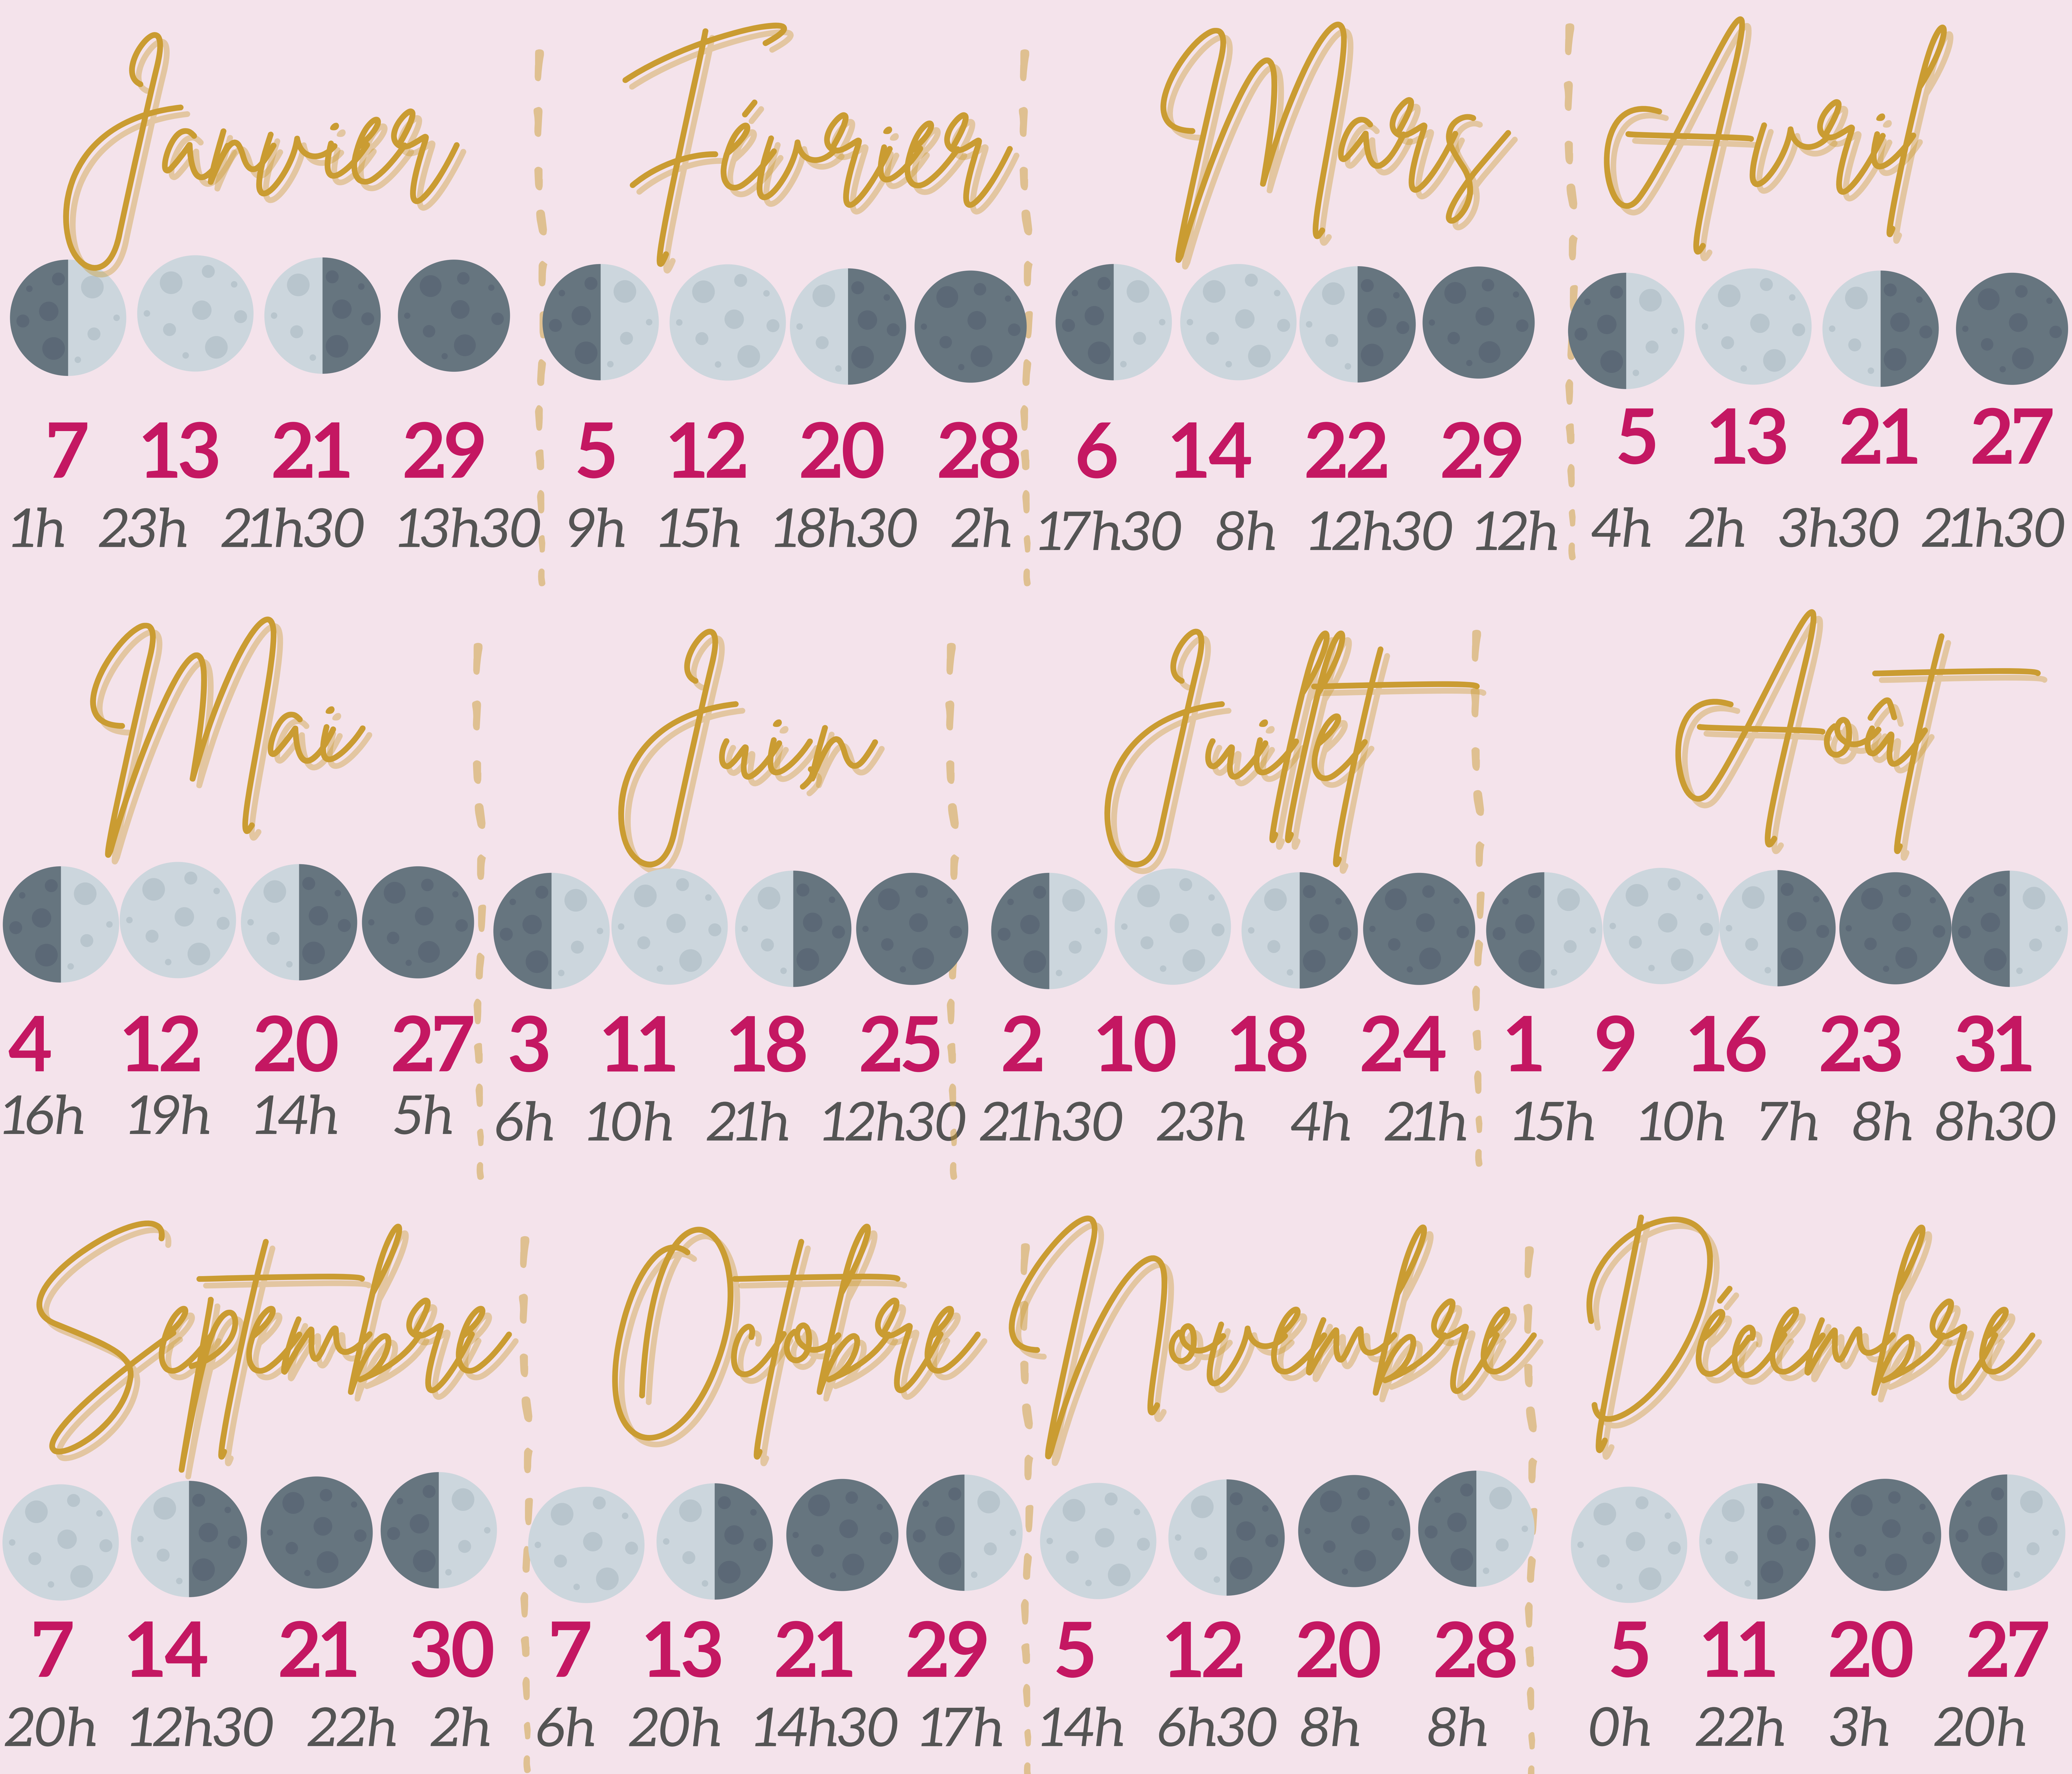 Janvier Février Mars Avril
7 13 21 29 5 12 20 28 6 14 22 29 5 13 21 27
1h 23h 21h30 13h30 9h 15h 18h30 2h 17h30 8h 12h30 12h 4h 2h 3h30 21h30
Mai Juin Juillt Août
4 12 20 27 3 11 18 25 2 10 18 24 1 9 16 23 31
16h 19h 14h 5h 6h 10h 21h 12h30 21h30 23h 4h 21h 15h 10h 7h 8h 8h30
Septembre Octobre Novembre Décembre
7 14 21 30 7 13 21 29 5 12 20 28 5 11 20 27
20h 12h30 22h 2h 6h 20h 14h30 17h 14h 6h30 8h 8h 0h 22h 3h 20h